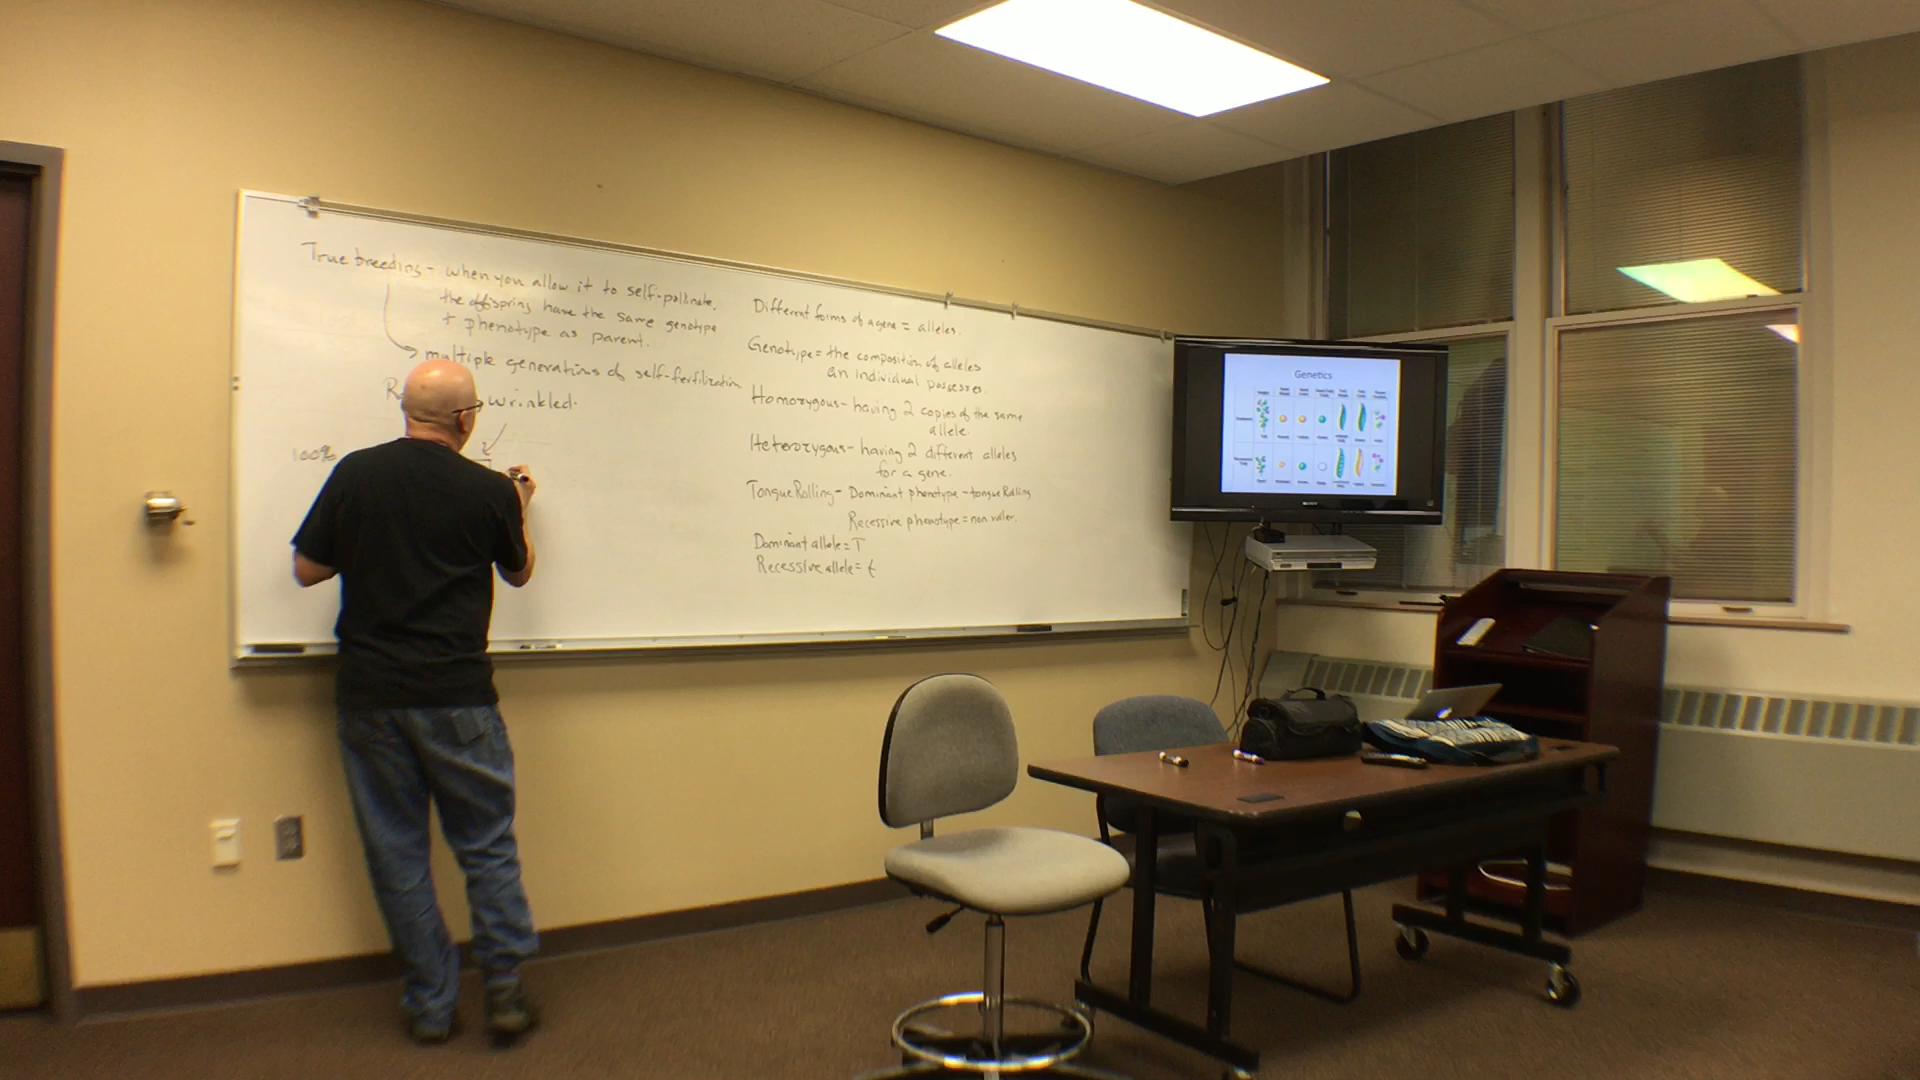 True breeding - when you allow it to self-pollinate,
the offspring have the same genotype
+ phenotype as parent.
multiple generations of self-fertilization
R
wrinkled.
100%
Different forms of a gene = alleles.
Genotype = the composition of alleles
an individual possesses.
Homozygous - having 2 copies of the same
allele.
Heterozygous - having 2 different alleles
for a gene.
Tongue Rolling - Dominant phenotype - tongue Rolling
Recessive phenotype = non roller.
Dominant allele = T
Recessive allele = t
Genetics
SONY